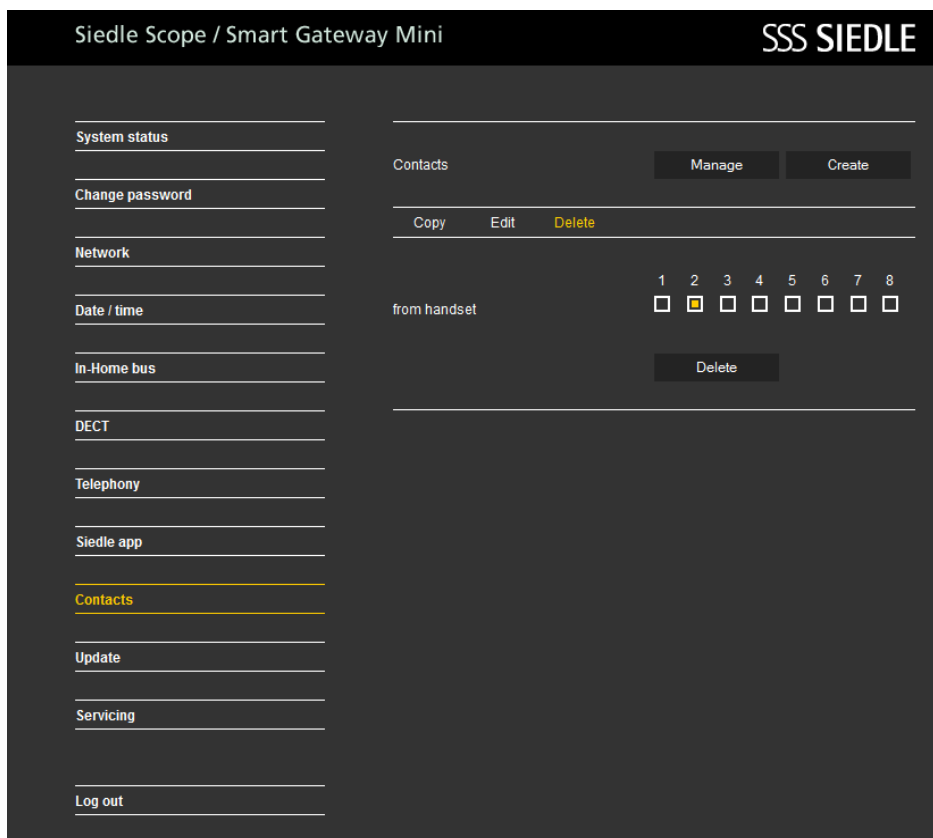 Siedle Scope / Smart Gateway Mini
SSS SIEDLE
System status
Change password
Network
Date / time
In-Home bus
DECT
Telephony
Siedle app
Contacts
Update
Servicing
Log out
Contacts Manage Create
Copy Edit Delete
1 2 3 4 5 6 7 8
from handset
Delete